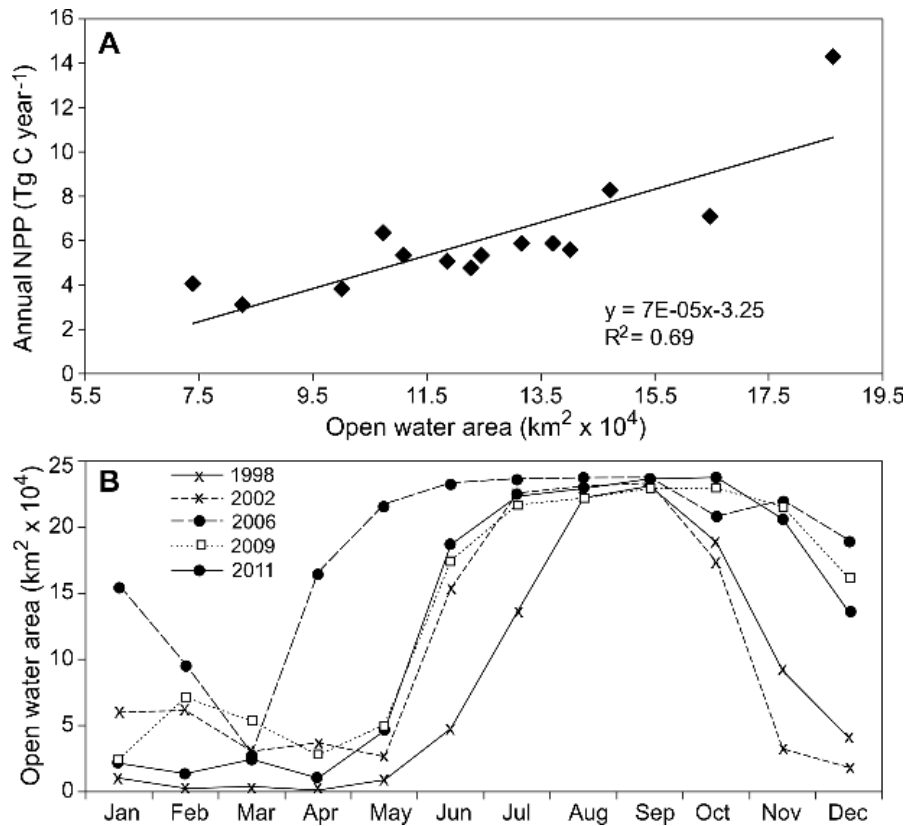 A
Annual NPP (Tg C year⁻¹)
16
14
12
10
8
6
4
2
0
y = 7E-05x-3.25
R² = 0.69
5.5 7.5 9.5 11.5 13.5 15.5 17.5 19.5
Open water area (km² x 10⁴)
B
Open water area (km² x 10⁴)
25
20
15
10
5
0
1998
2002
2006
2009
2011
Jan Feb Mar Apr May Jun Jul Aug Sep Oct Nov Dec